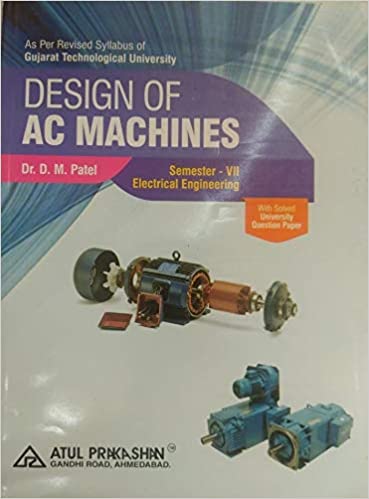 As Per Revised Syllabus of
Gujarat Technological University
DESIGN OF
AC MACHINES
Dr. D. M. Patel
Semester - VII
Electrical Engineering
With Solved
University
Question Paper
ATUL PRAKASHAN
GANDHI ROAD, AHMEDABAD.